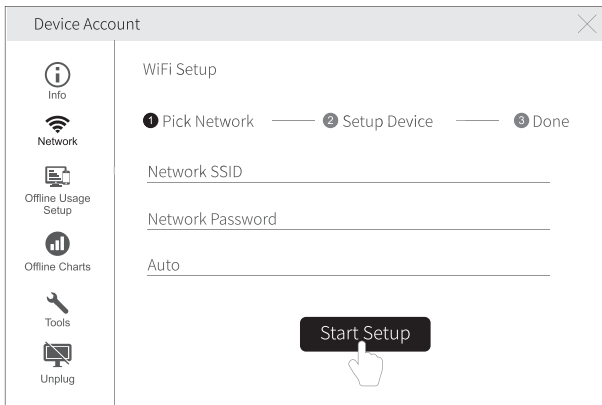 Device Account
Info
Network
Offline Usage
Setup
Offline Charts
Tools
Unplug
WiFi Setup
1 Pick Network 2 Setup Device 3 Done
Network SSID
Network Password
Auto
Start Setup